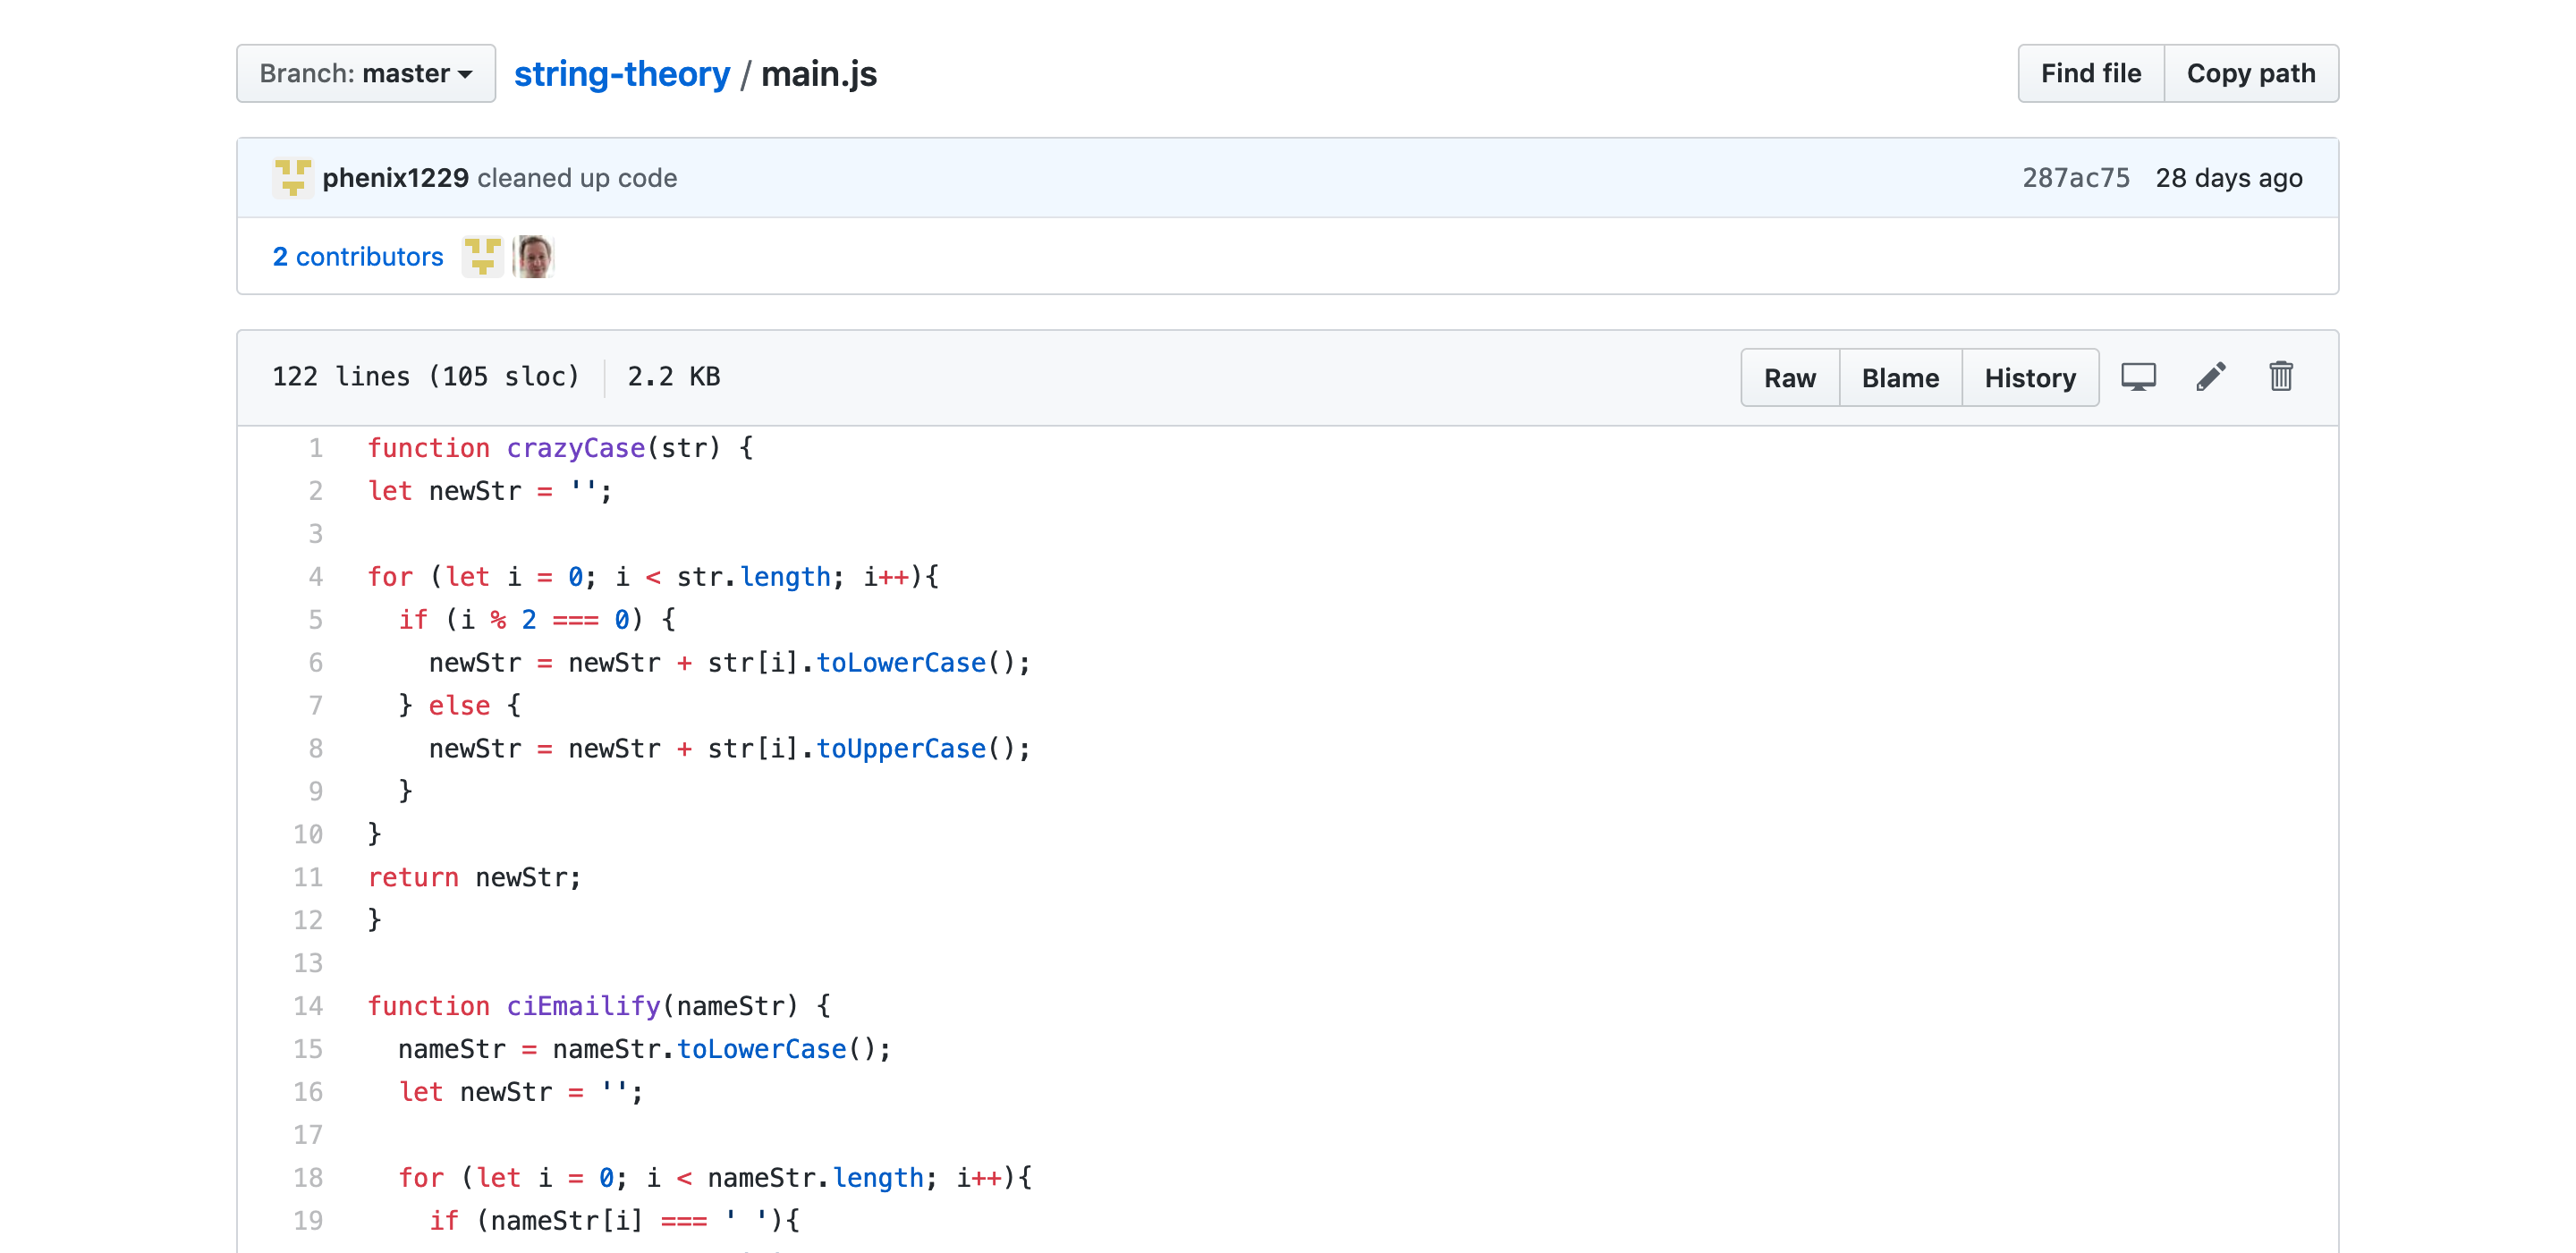 Branch: master string-theory / main.js Find file Copy path
phenix1229 cleaned up code 287ac75 28 days ago
2 contributors
122 lines (105 sloc) 2.2 KB Raw Blame History
1 function crazyCase(str) {
2 let newStr = '';
3
4 for (let i = 0; i < str.length; i++){
5   if (i % 2 === 0) {
6     newStr = newStr + str[i].toLowerCase();
7   } else {
8     newStr = newStr + str[i].toUpperCase();
9   }
10 }
11 return newStr;
12 }
13
14 function ciEmailify(nameStr) {
15   nameStr = nameStr.toLowerCase();
16   let newStr = '';
17
18   for (let i = 0; i < nameStr.length; i++){
19     if (nameStr[i] === ' '){